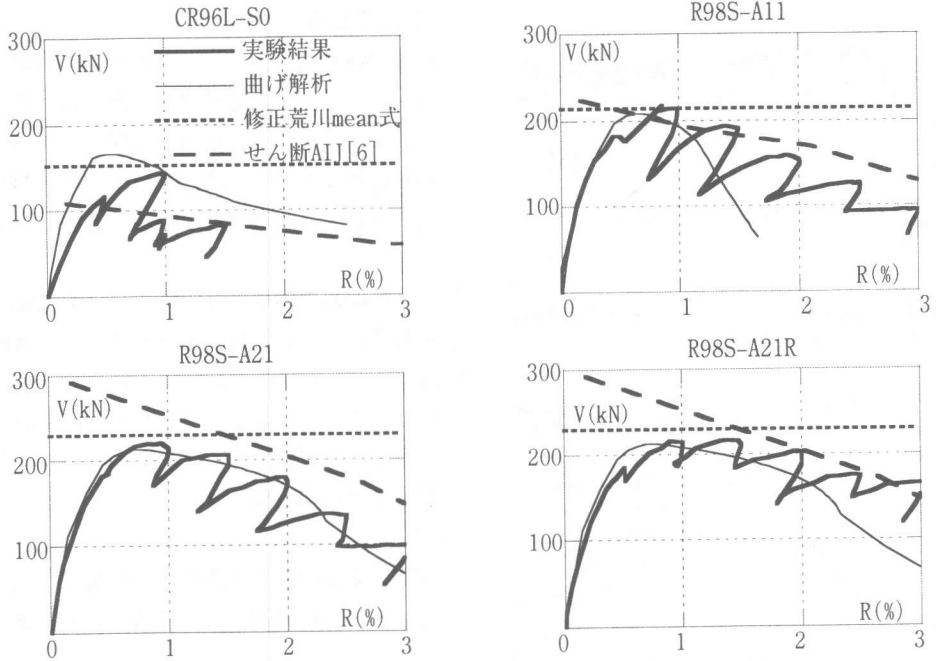 CR96L-S0
300
V(kN)
実験結果
曲げ解析
200
修正荒川mean式
せん断AIJ[6]
100
R(%)
0 1 2 3
R98S-A11
300
V(kN)
200
100
R(%)
0 1 2 3
R98S-A21
300
V(kN)
200
100
R(%)
0 1 2 3
R98S-A21R
300
V(kN)
200
100
R(%)
0 1 2 3